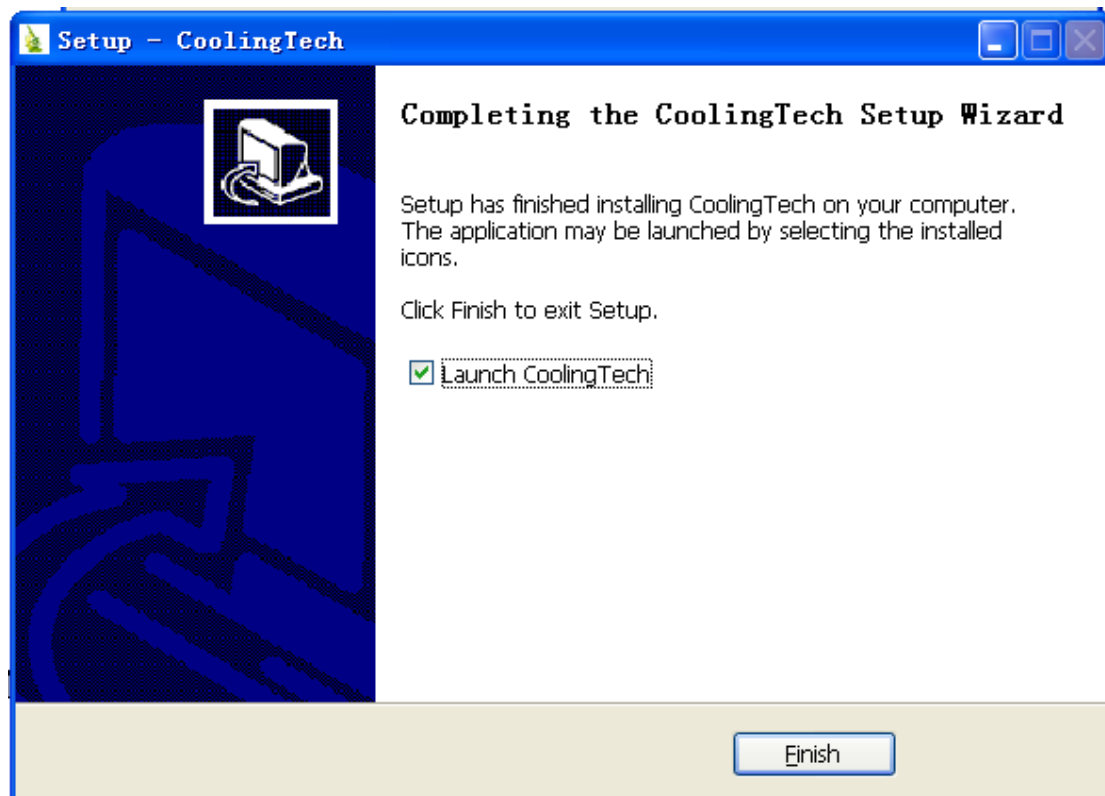 Setup - CoolingTech
Completing the CoolingTech Setup Wizard
Setup has finished installing CoolingTech on your computer.
The application may be launched by selecting the installed
icons.
Click Finish to exit Setup.
Launch CoolingTech
Finish